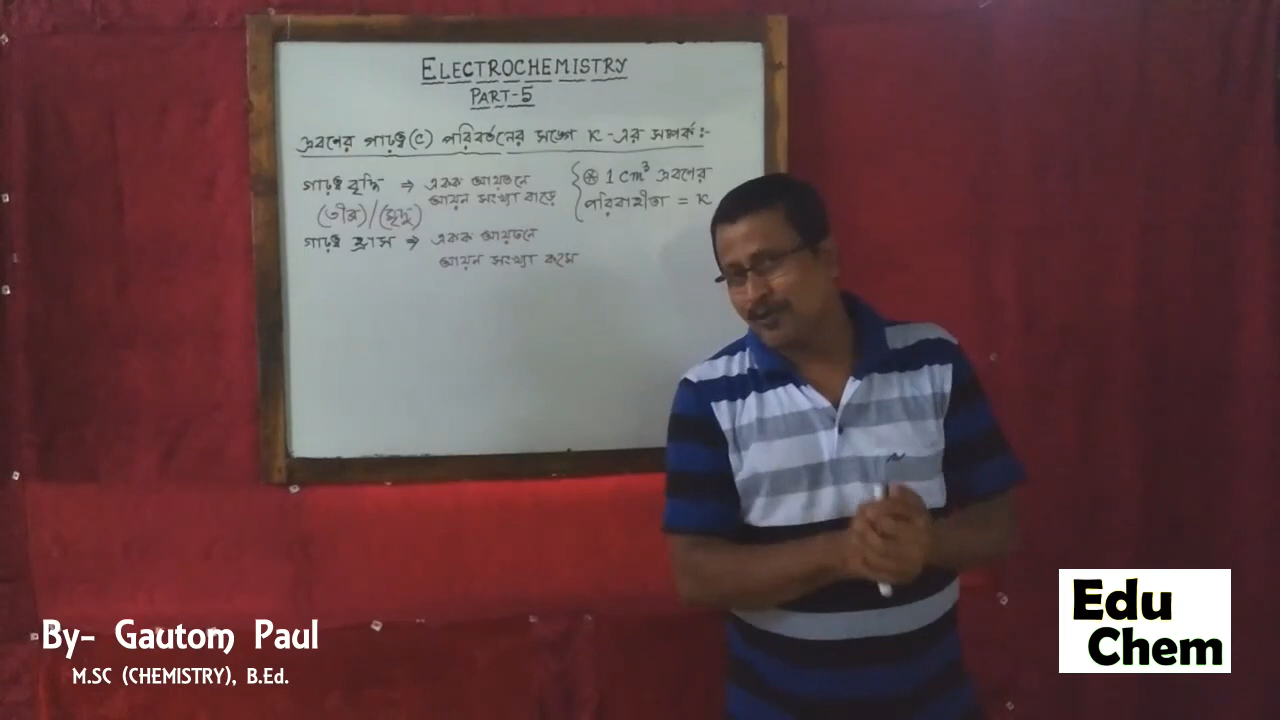 ELECTROCHEMISTRY
PART-5
দ্রবণের গাঢ়ত্ব (C) পরিবর্তনের সঙ্গে K-এর সম্পর্ক :-
গাঢ়ত্ব বৃদ্ধি ⇒ একক আয়তনে
আয়ন সংখ্যা বাড়ে
(তীব্র)/(মৃদু)
গাঢ়ত্ব হ্রাস ⇒ একক আয়তনে
আয়ন সংখ্যা কমে
⊛ 1 cm³ দ্রবণের
পরিবাহীতা = K
By- Gautom Paul
M.SC (CHEMISTRY), B.Ed.
Edu
Chem